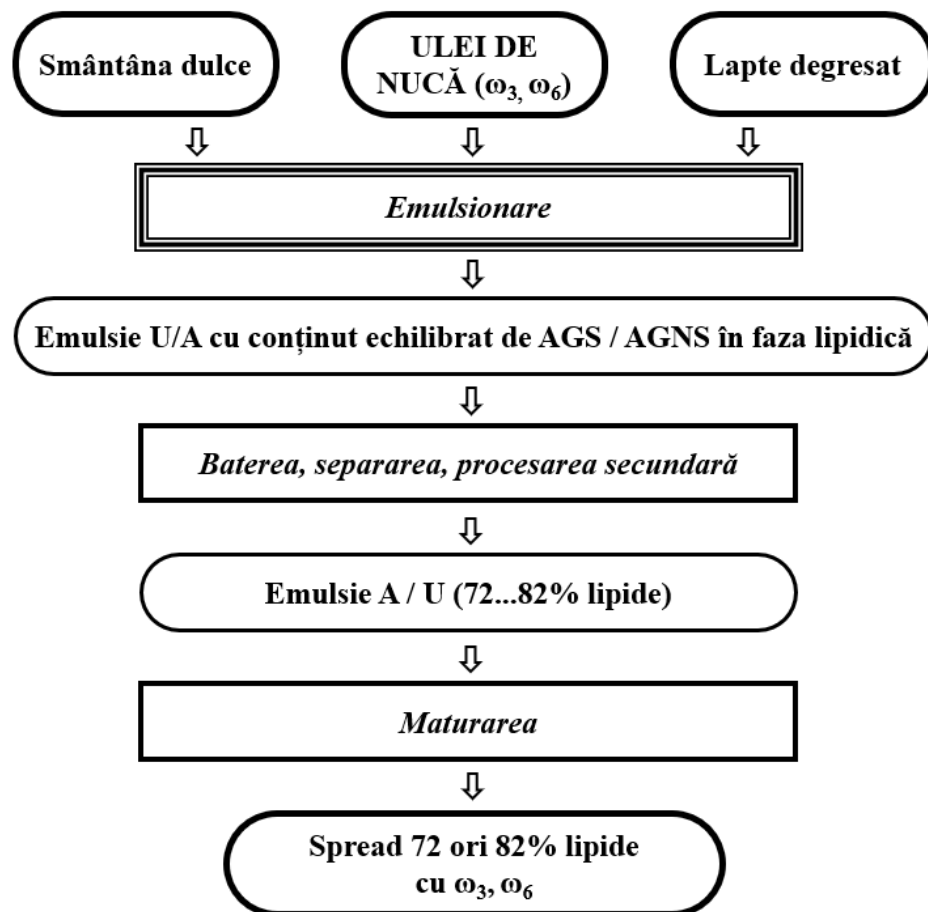 Smântâna dulce
ULEI DE
NUCĂ (ω₃, ω₆)
Lapte degresat
Emulsionare
Emulsie U/A cu conținut echilibrat de AGS / AGNS în faza lipidică
Baterea, separarea, procesarea secundară
Emulsie A / U (72...82% lipide)
Maturarea
Spread 72 ori 82% lipide
cu ω₃, ω₆